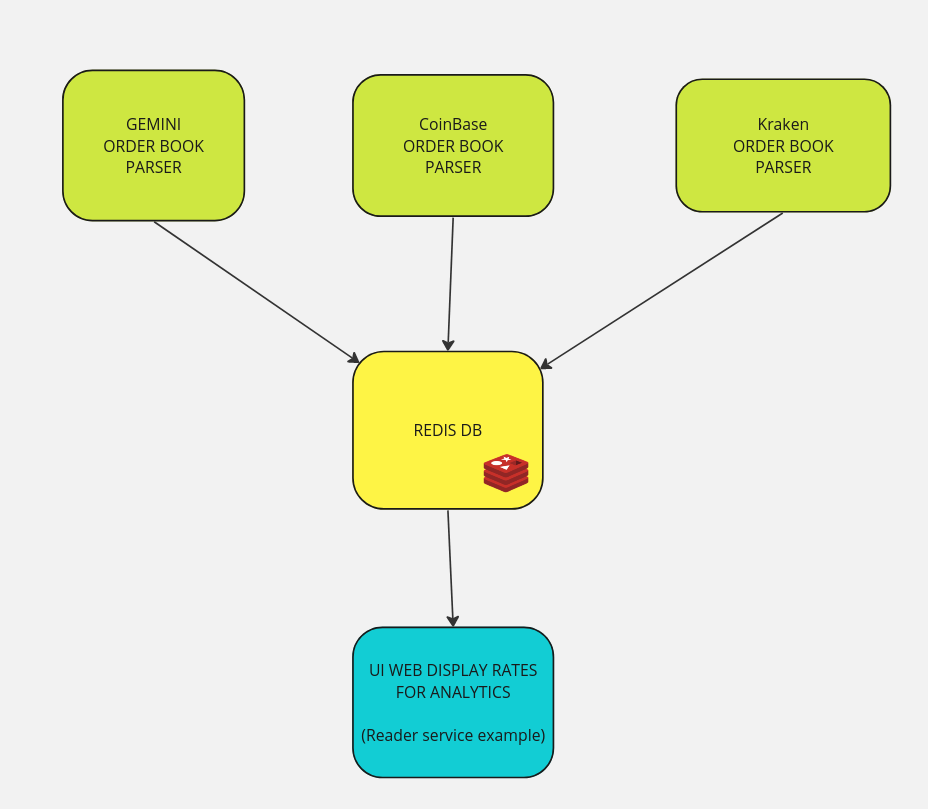 GEMINI
ORDER BOOK
PARSER
CoinBase
ORDER BOOK
PARSER
Kraken
ORDER BOOK
PARSER
REDIS DB
UI WEB DISPLAY RATES
FOR ANALYTICS
(Reader service example)